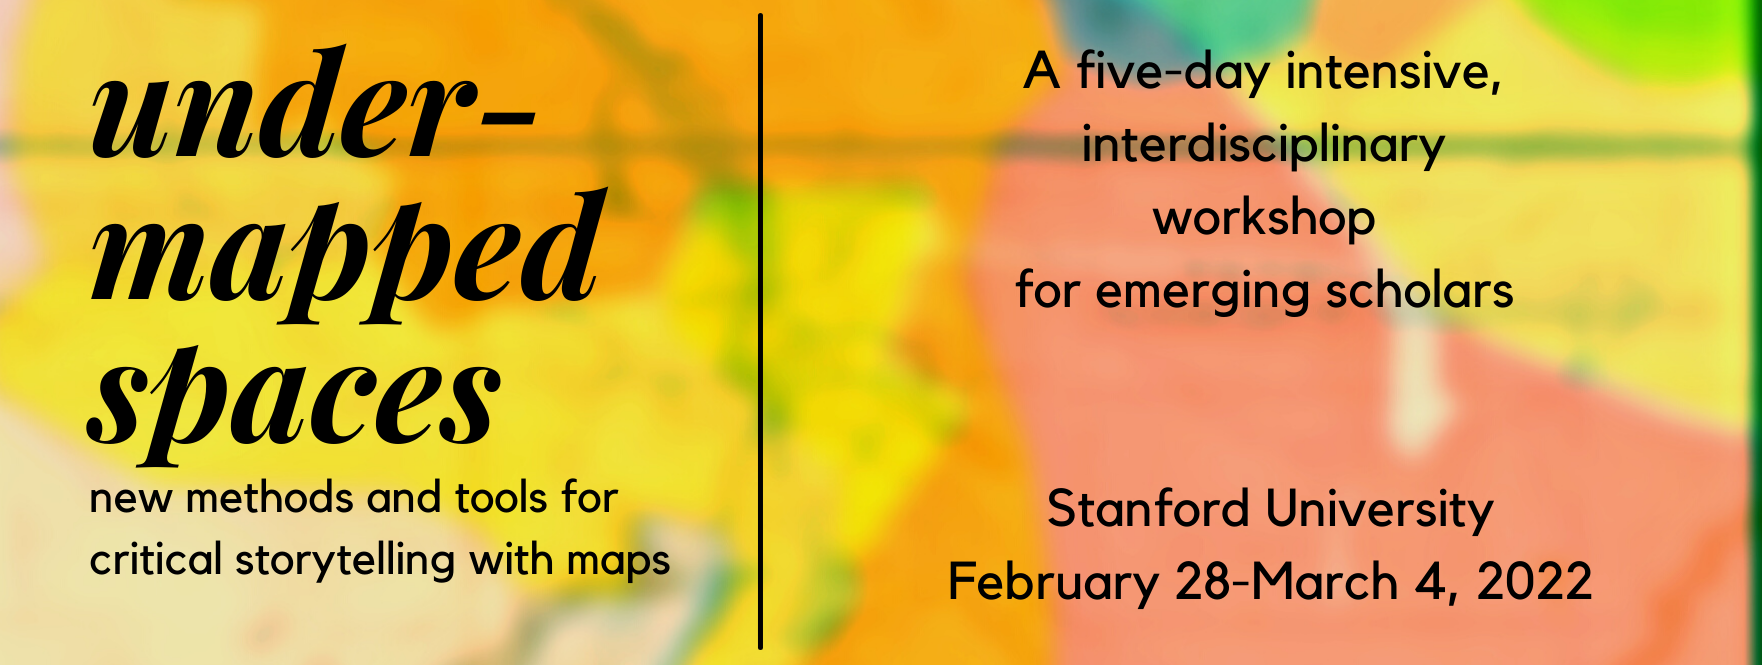 under-
mapped
spaces
new methods and tools for
critical storytelling with maps
A five-day intensive,
interdisciplinary
workshop
for emerging scholars
Stanford University
February 28-March 4, 2022